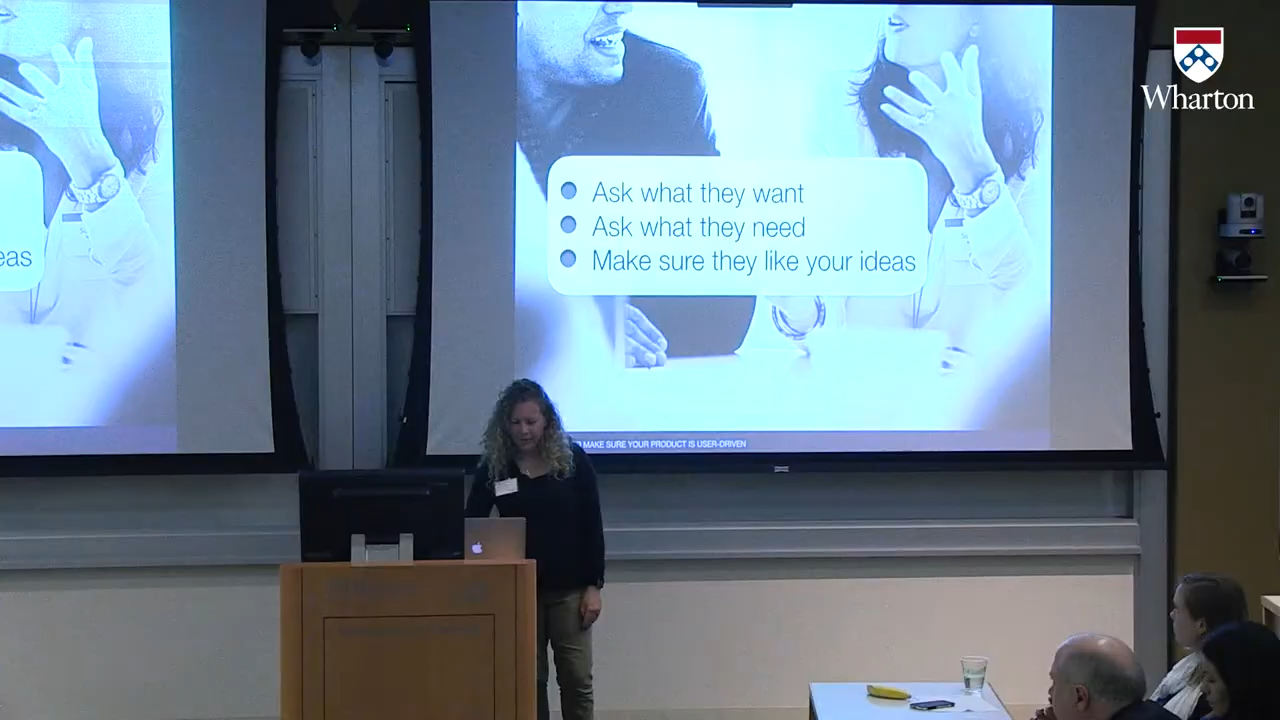 Wharton
eas
Ask what they want
Ask what they need
Make sure they like your ideas
MAKE SURE YOUR PRODUCT IS USER-DRIVEN